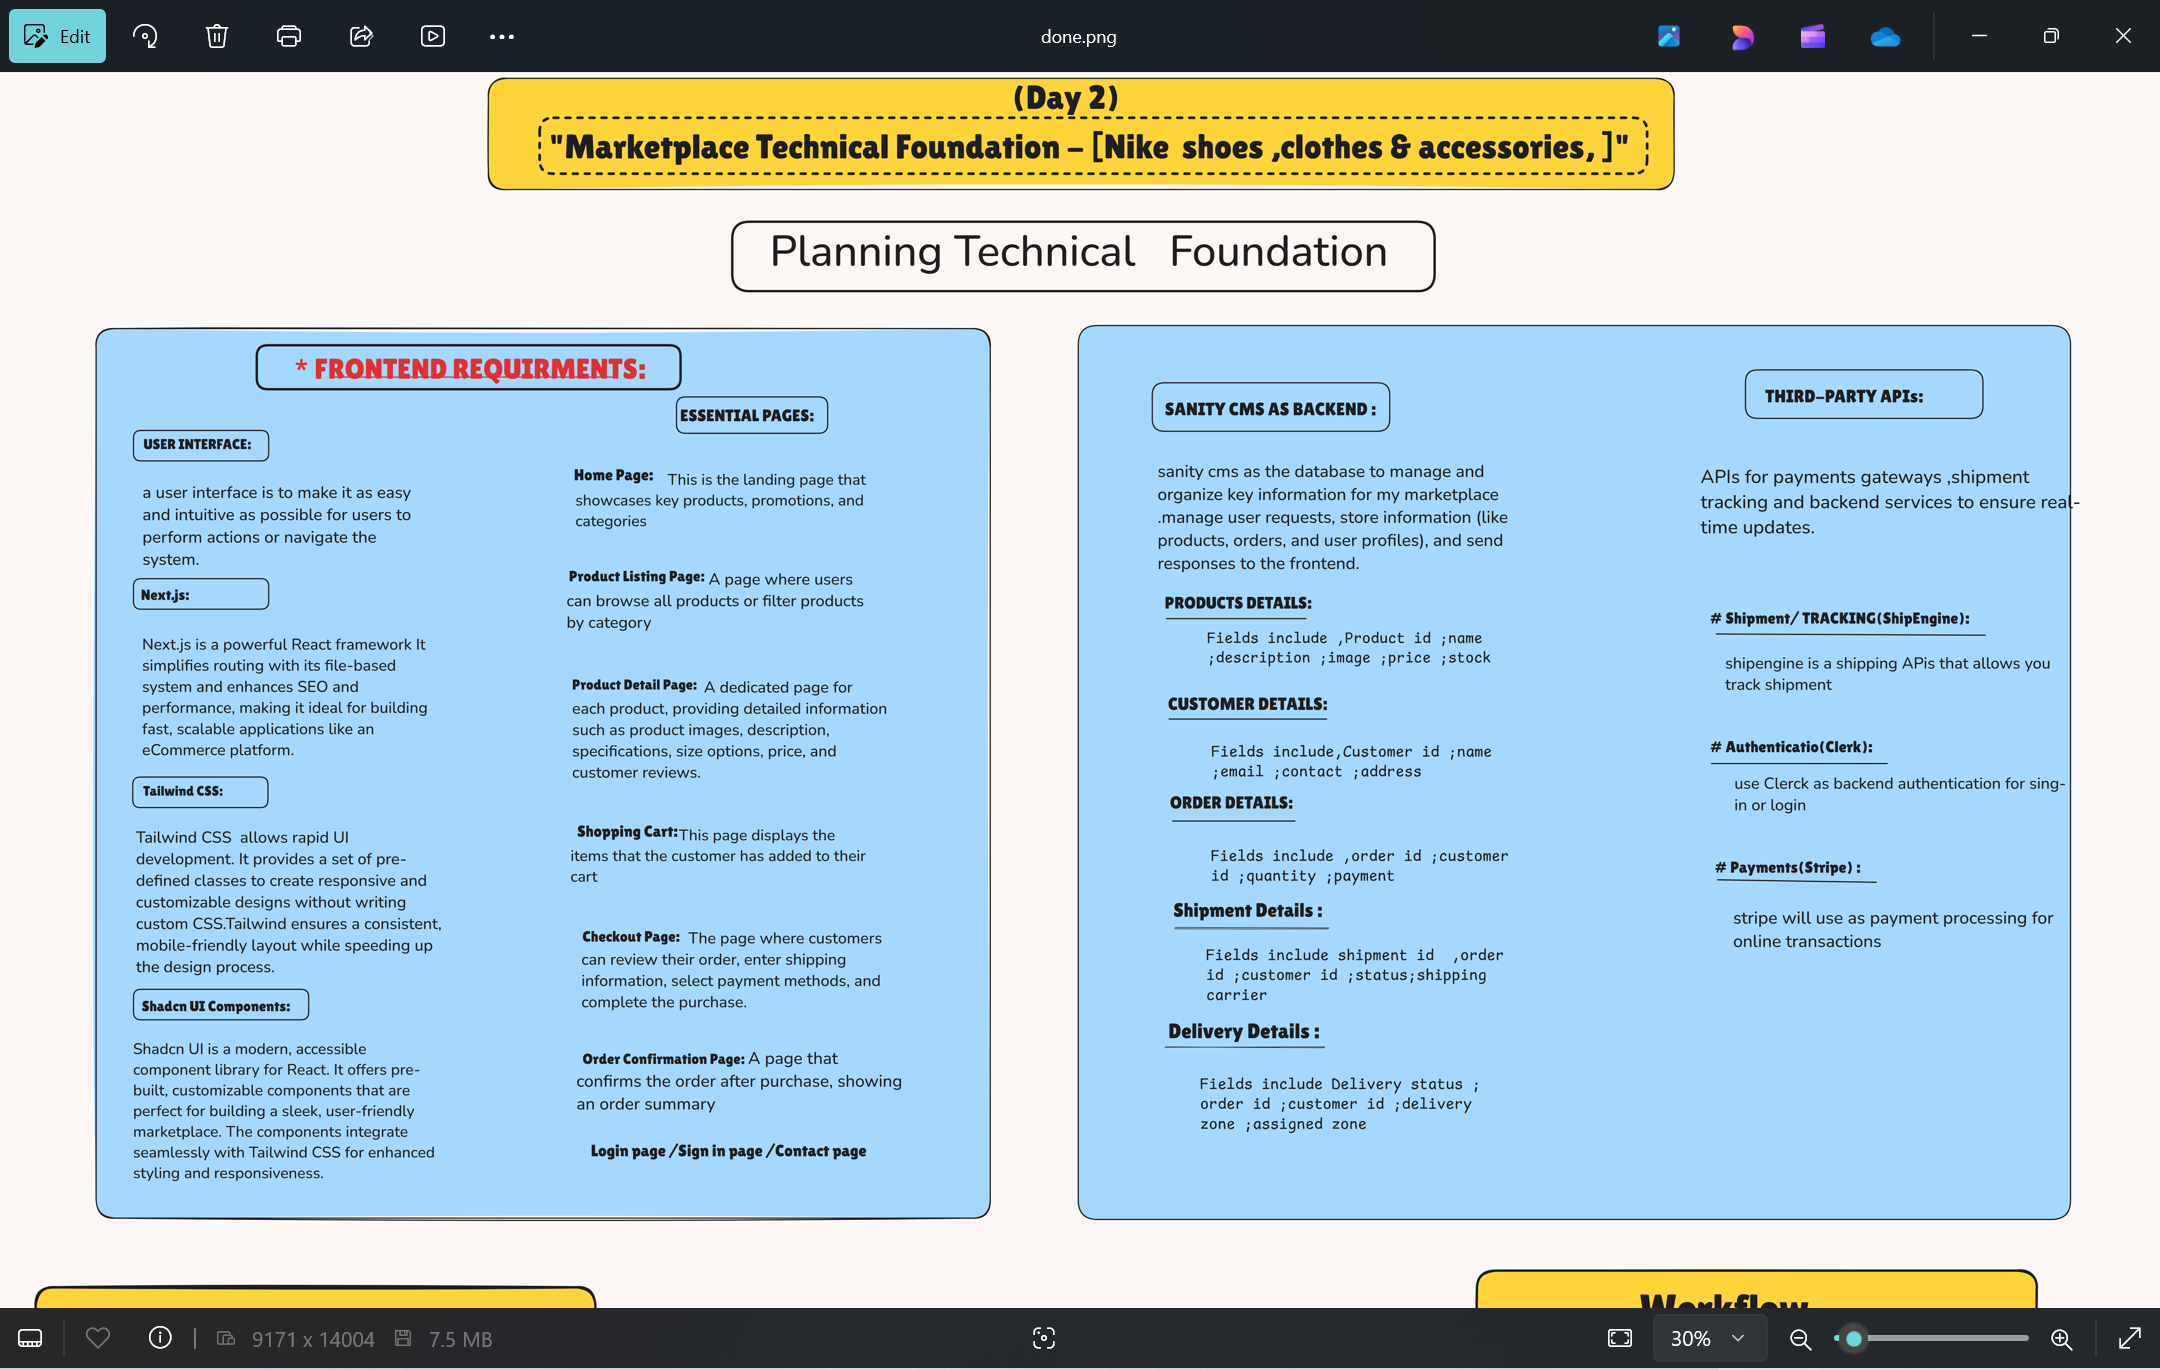 Edit
done.png
(Day 2)
"Marketplace Technical Foundation - [Nike shoes ,clothes & accessories, ]"
Planning Technical Foundation
* FRONTEND REQUIRMENTS:
USER INTERFACE:
a user interface is to make it as easy
and intuitive as possible for users to
perform actions or navigate the
system.
Next.js:
Next.js is a powerful React framework It
simplifies routing with its file-based
system and enhances SEO and
performance, making it ideal for building
fast, scalable applications like an
eCommerce platform.
Tailwind CSS:
Tailwind CSS allows rapid UI
development. It provides a set of pre-
defined classes to create responsive and
customizable designs without writing
custom CSS.Tailwind ensures a consistent,
mobile-friendly layout while speeding up
the design process.
Shadcn UI Components:
Shadcn UI is a modern, accessible
component library for React. It offers pre-
built, customizable components that are
perfect for building a sleek, user-friendly
marketplace. The components integrate
seamlessly with Tailwind CSS for enhanced
styling and responsiveness.
ESSENTIAL PAGES:
Home Page: This is the landing page that
showcases key products, promotions, and
categories
Product Listing Page: A page where users
can browse all products or filter products
by category
Product Detail Page: A dedicated page for
each product, providing detailed information
such as product images, description,
specifications, size options, price, and
customer reviews.
Shopping Cart: This page displays the
items that the customer has added to their
cart
Checkout Page: The page where customers
can review their order, enter shipping
information, select payment methods, and
complete the purchase.
Order Confirmation Page: A page that
confirms the order after purchase, showing
an order summary
Login page /Sign in page /Contact page
SANITY CMS AS BACKEND :
sanity cms as the database to manage and
organize key information for my marketplace
.manage user requests, store information (like
products, orders, and user profiles), and send
responses to the frontend.
PRODUCTS DETAILS:
Fields include ,Product id ;name
;description ;image ;price ;stock
CUSTOMER DETAILS:
Fields include,Customer id ;name
;email ;contact ;address
ORDER DETAILS:
Fields include ,order id ;customer
id ;quantity ;payment
Shipment Details :
Fields include shipment id ,order
id ;customer id ;status;shipping
carrier
Delivery Details :
Fields include Delivery status ;
order id ;customer id ;delivery
zone ;assigned zone
THIRD-PARTY APIs:
APIs for payments gateways ,shipment
tracking and backend services to ensure real-
time updates.
# Shipment/ TRACKING(ShipEngine):
shipengine is a shipping APis that allows you
track shipment
# Authenticatio(Clerk):
use Clerck as backend authentication for sing-
in or login
# Payments(Stripe) :
stripe will use as payment processing for
online transactions
Workflow
9171 x 14004
7.5 MB
30%